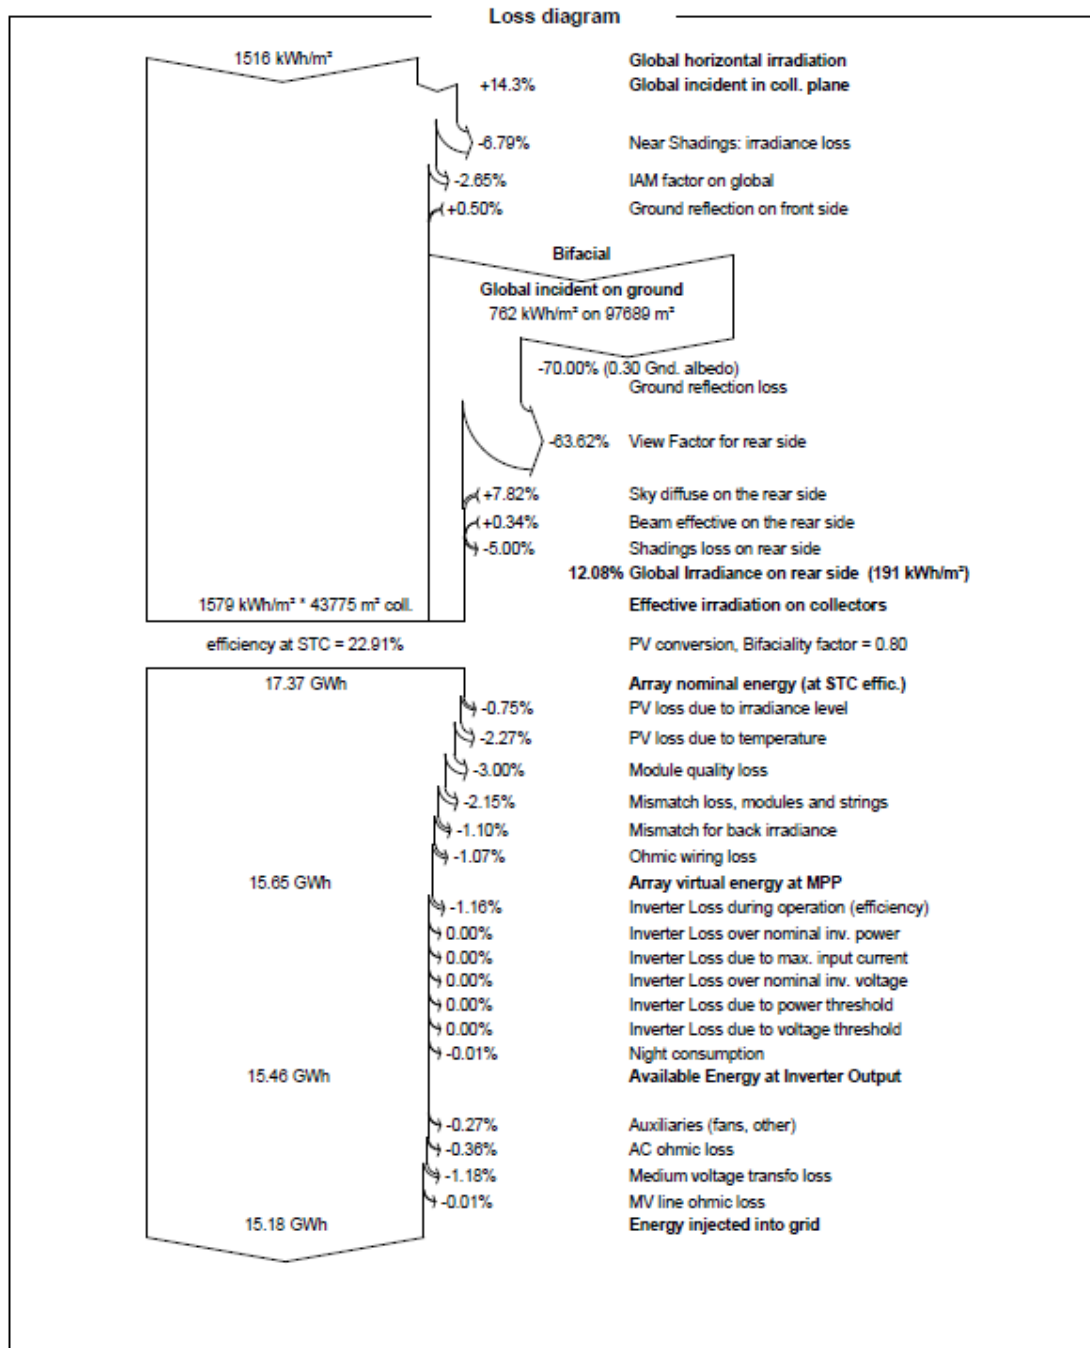 Loss diagram
1516 kWh/m² Global horizontal irradiation
+14.3% Global incident in coll. plane
-6.79% Near Shadings: irradiance loss
-2.65% IAM factor on global
+0.50% Ground reflection on front side
Bifacial
Global incident on ground
762 kWh/m² on 97689 m²
-70.00% (0.30 Gnd. albedo)
Ground reflection loss
-63.62% View Factor for rear side
+7.82% Sky diffuse on the rear side
+0.34% Beam effective on the rear side
-5.00% Shadings loss on rear side
12.08% Global Irradiance on rear side (191 kWh/m²)
1579 kWh/m² * 43775 m² coll. Effective irradiation on collectors
efficiency at STC = 22.91% PV conversion, Bifaciality factor = 0.80
17.37 GWh Array nominal energy (at STC effic.)
-0.75% PV loss due to irradiance level
-2.27% PV loss due to temperature
-3.00% Module quality loss
-2.15% Mismatch loss, modules and strings
-1.10% Mismatch for back irradiance
-1.07% Ohmic wiring loss
15.65 GWh Array virtual energy at MPP
-1.16% Inverter Loss during operation (efficiency)
0.00% Inverter Loss over nominal inv. power
0.00% Inverter Loss due to max. input current
0.00% Inverter Loss over nominal inv. voltage
0.00% Inverter Loss due to power threshold
0.00% Inverter Loss due to voltage threshold
-0.01% Night consumption
15.46 GWh Available Energy at Inverter Output
-0.27% Auxiliaries (fans, other)
-0.36% AC ohmic loss
-1.18% Medium voltage transfo loss
-0.01% MV line ohmic loss
15.18 GWh Energy injected into grid